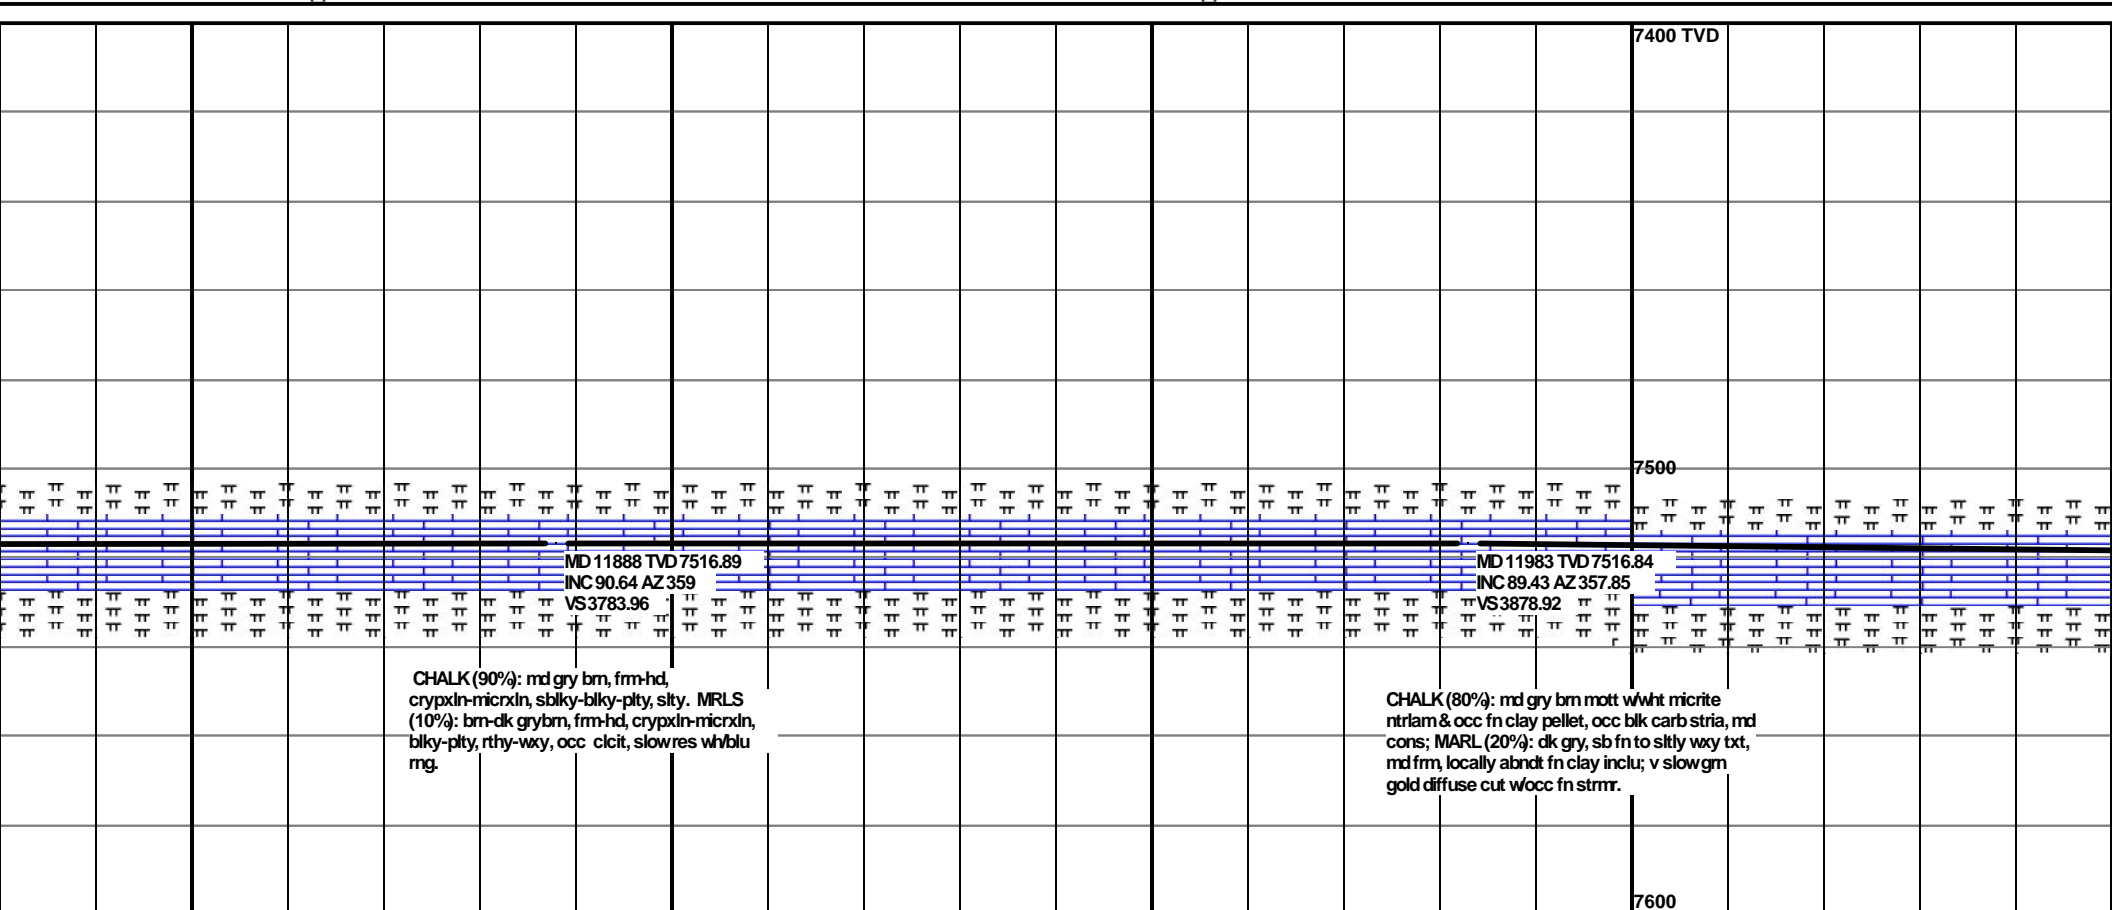 7400 TVD
7500
MD 11888 TVD 7516.89
INC 90.64 AZ 359
VS 3783.96
MD 11983 TVD 7516.84
INC 89.43 AZ 357.85
VS 3878.92
CHALK (90%): md gry brn, frm-hd,
crypxln-micrxln, sblky-blky-plty, slty. MRLS
(10%): brn-dk grybrn, frm-hd, crypxln-micrxln,
blky-plty, rthy-wxy, occ clcit, slow res wh/blu
rng.
CHALK (80%): md gry brn mott w/wht micrite
ntrlam & occ fn clay pellet, occ blk carb stria, md
cons; MARL (20%): dk gry, sb fn to sltly wxy txt,
md frm, locally abndt fn clay inclu; v slow grn
gold diffuse cut w/occ fn strmr.
7600